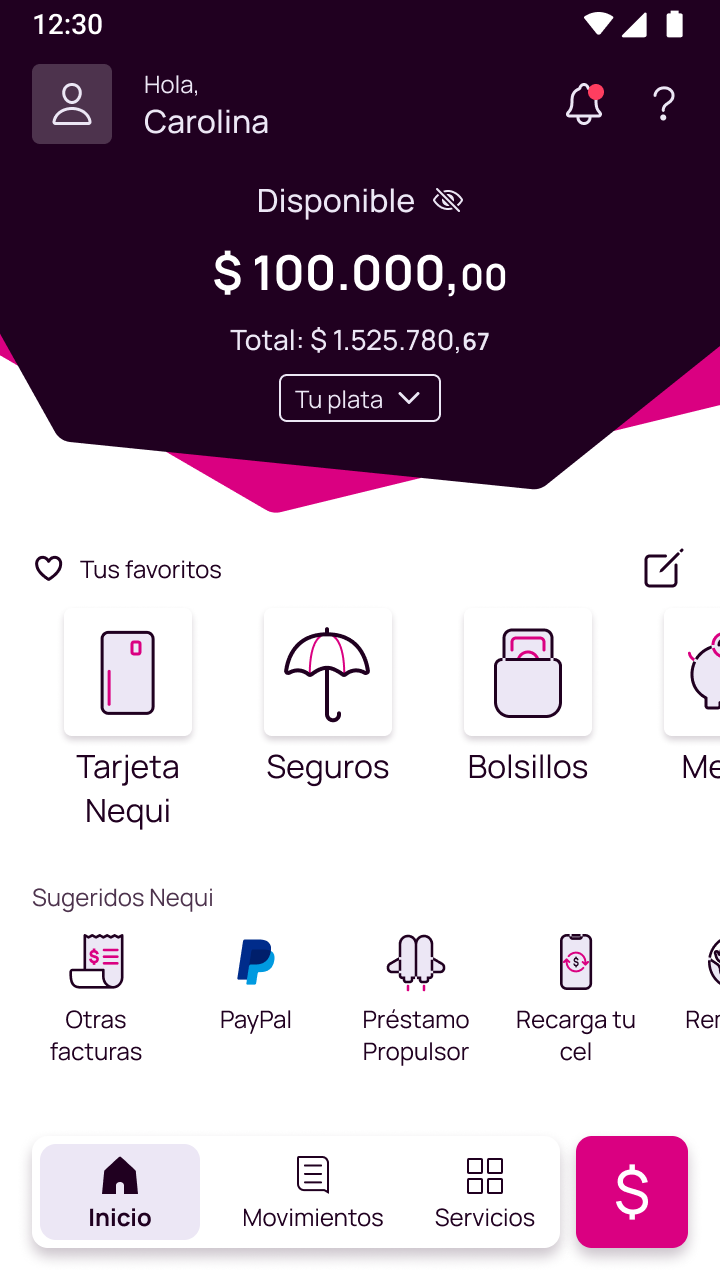 12:30
Hola,
Carolina
Disponible
$ 100.000,00
Total: $ 1.525.780,67
Tu plata
Tus favoritos
Tarjeta Nequi
Seguros
Bolsillos
Me
Sugeridos Nequi
Otras facturas
PayPal
Préstamo Propulsor
Recarga tu cel
Inicio
Movimientos
Servicios
$